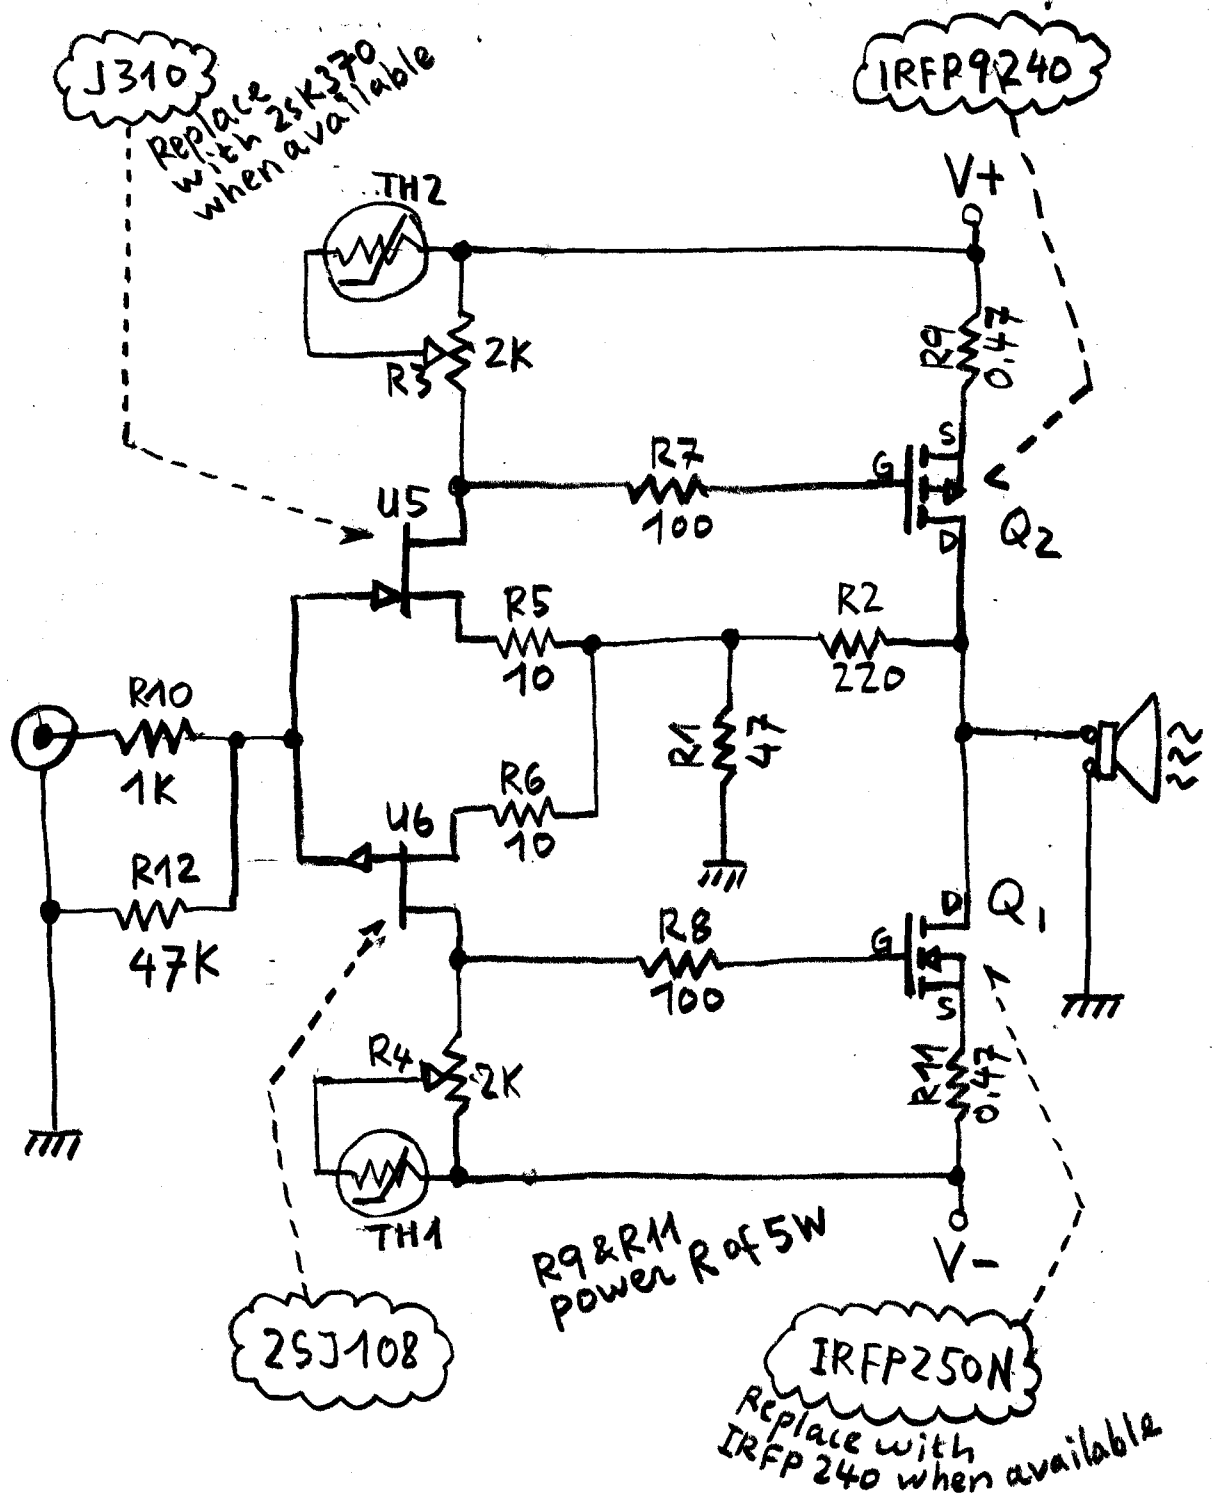 J310
Replace
with 2SK370
when available
IRFP9240
V+
TH2
R9
0.47
R3
2K
S
R7
G
100
U5
D
Q2
R5
10
R2
220
R10
1K
R1
47
R6
10
U6
R12
47K
D
Q1
R8
G
100
S
R4
2K
R11
0.47
TH1
R9 & R11
power R of 5W
V-
2SJ108
IRFP250N
Replace with
IRFP240 when available